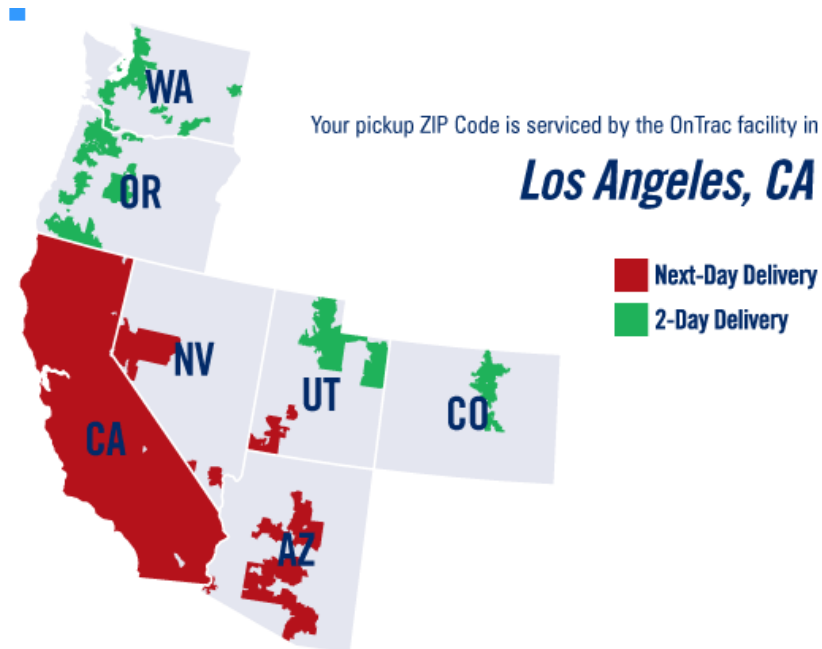 WA
Your pickup ZIP Code is serviced by the OnTrac facility in
Los Angeles, CA
OR
Next-Day Delivery
2-Day Delivery
NV
UT
CO
CA
AZ